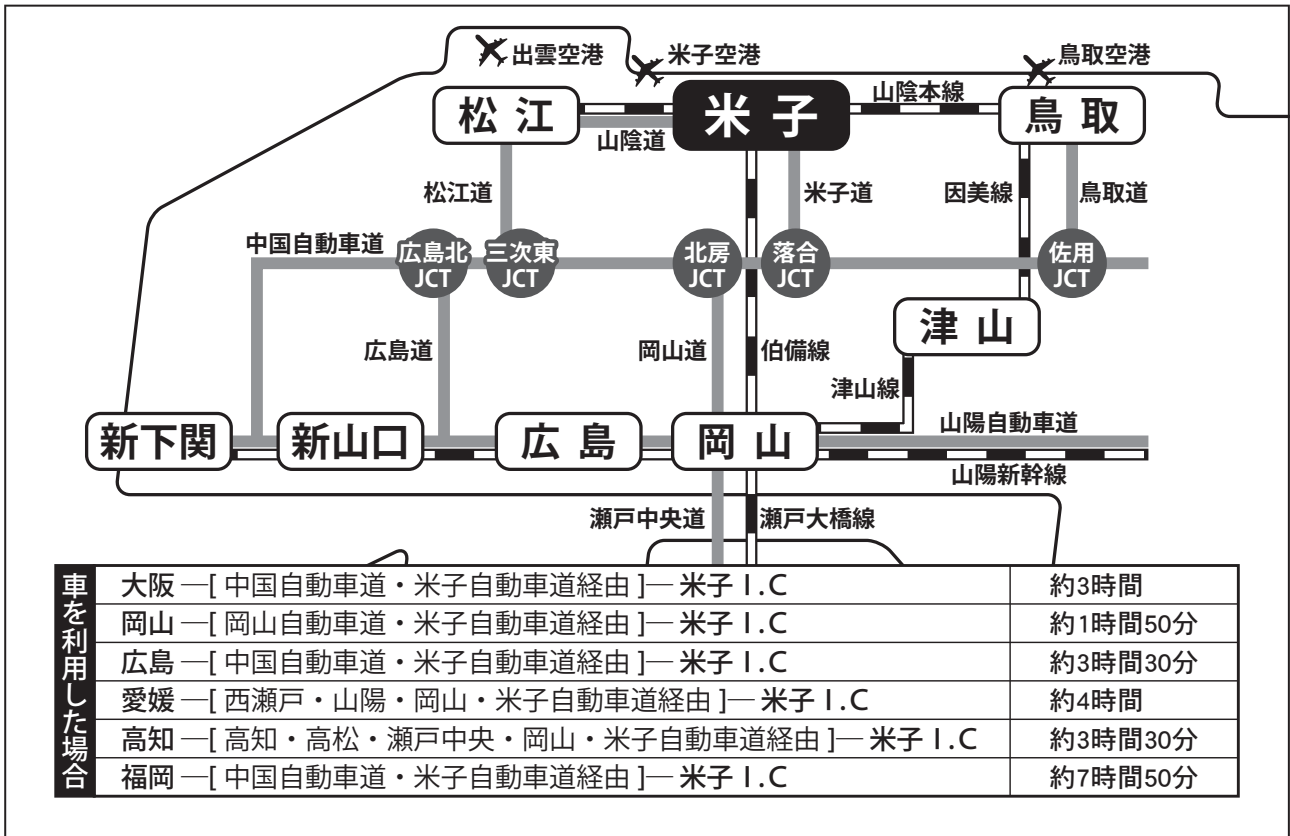 出雲空港
米子空港
鳥取空港
松江
米子
山陰本線
鳥取
山陰道
松江道
米子道
因美線
鳥取道
中国自動車道
広島北
JCT
三次東
JCT
北房
JCT
落合
JCT
佐用
JCT
津山
広島道
岡山道
伯備線
津山線
山陽自動車道
新下関
新山口
広島
岡山
山陽新幹線
瀬戸中央道
瀬戸大橋線
車を利用した場合
大阪 ―[ 中国自動車道・米子自動車道経由 ]― 米子 I.C 約3時間
岡山 ―[ 岡山自動車道・米子自動車道経由 ]― 米子 I.C 約1時間50分
広島 ―[ 中国自動車道・米子自動車道経由 ]― 米子 I.C 約3時間30分
愛媛 ―[ 西瀬戸・山陽・岡山・米子自動車道経由 ]― 米子 I.C 約4時間
高知 ―[ 高知・高松・瀬戸中央・岡山・米子自動車道経由 ]― 米子 I.C 約3時間30分
福岡 ―[ 中国自動車道・米子自動車道経由 ]― 米子 I.C 約7時間50分